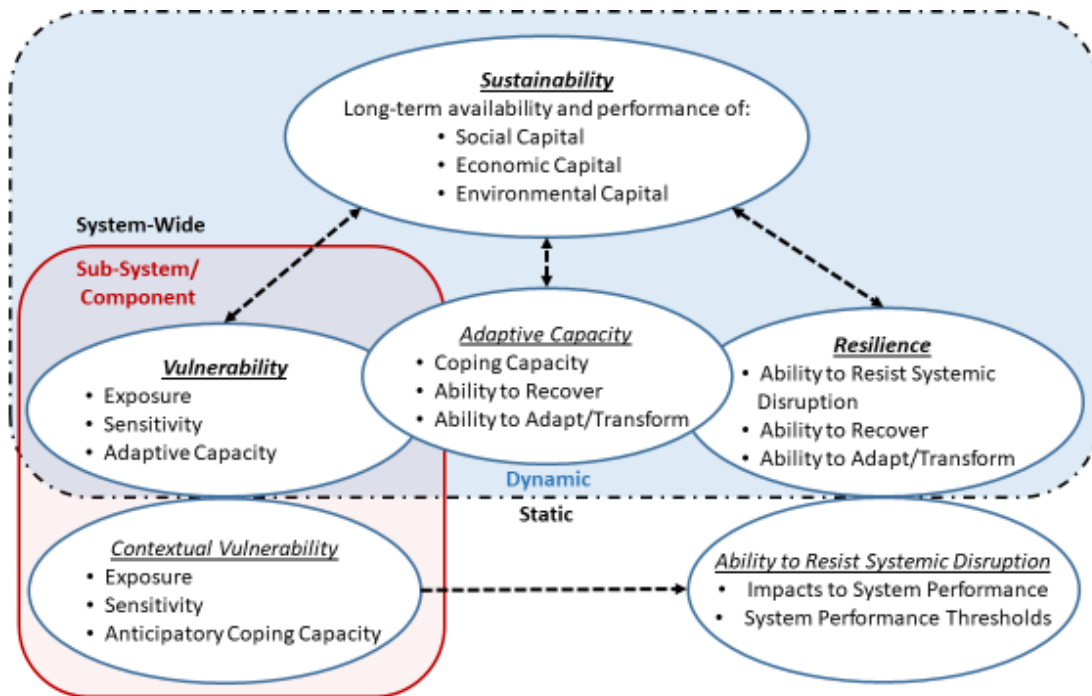 Sustainability
Long-term availability and performance of:
• Social Capital
• Economic Capital
• Environmental Capital
System-Wide
Sub-System/
Component
Vulnerability
• Exposure
• Sensitivity
• Adaptive Capacity
Adaptive Capacity
• Coping Capacity
• Ability to Recover
• Ability to Adapt/Transform
Resilience
• Ability to Resist Systemic
Disruption
• Ability to Recover
• Ability to Adapt/Transform
Dynamic
Static
Contextual Vulnerability
• Exposure
• Sensitivity
• Anticipatory Coping Capacity
Ability to Resist Systemic Disruption
• Impacts to System Performance
• System Performance Thresholds